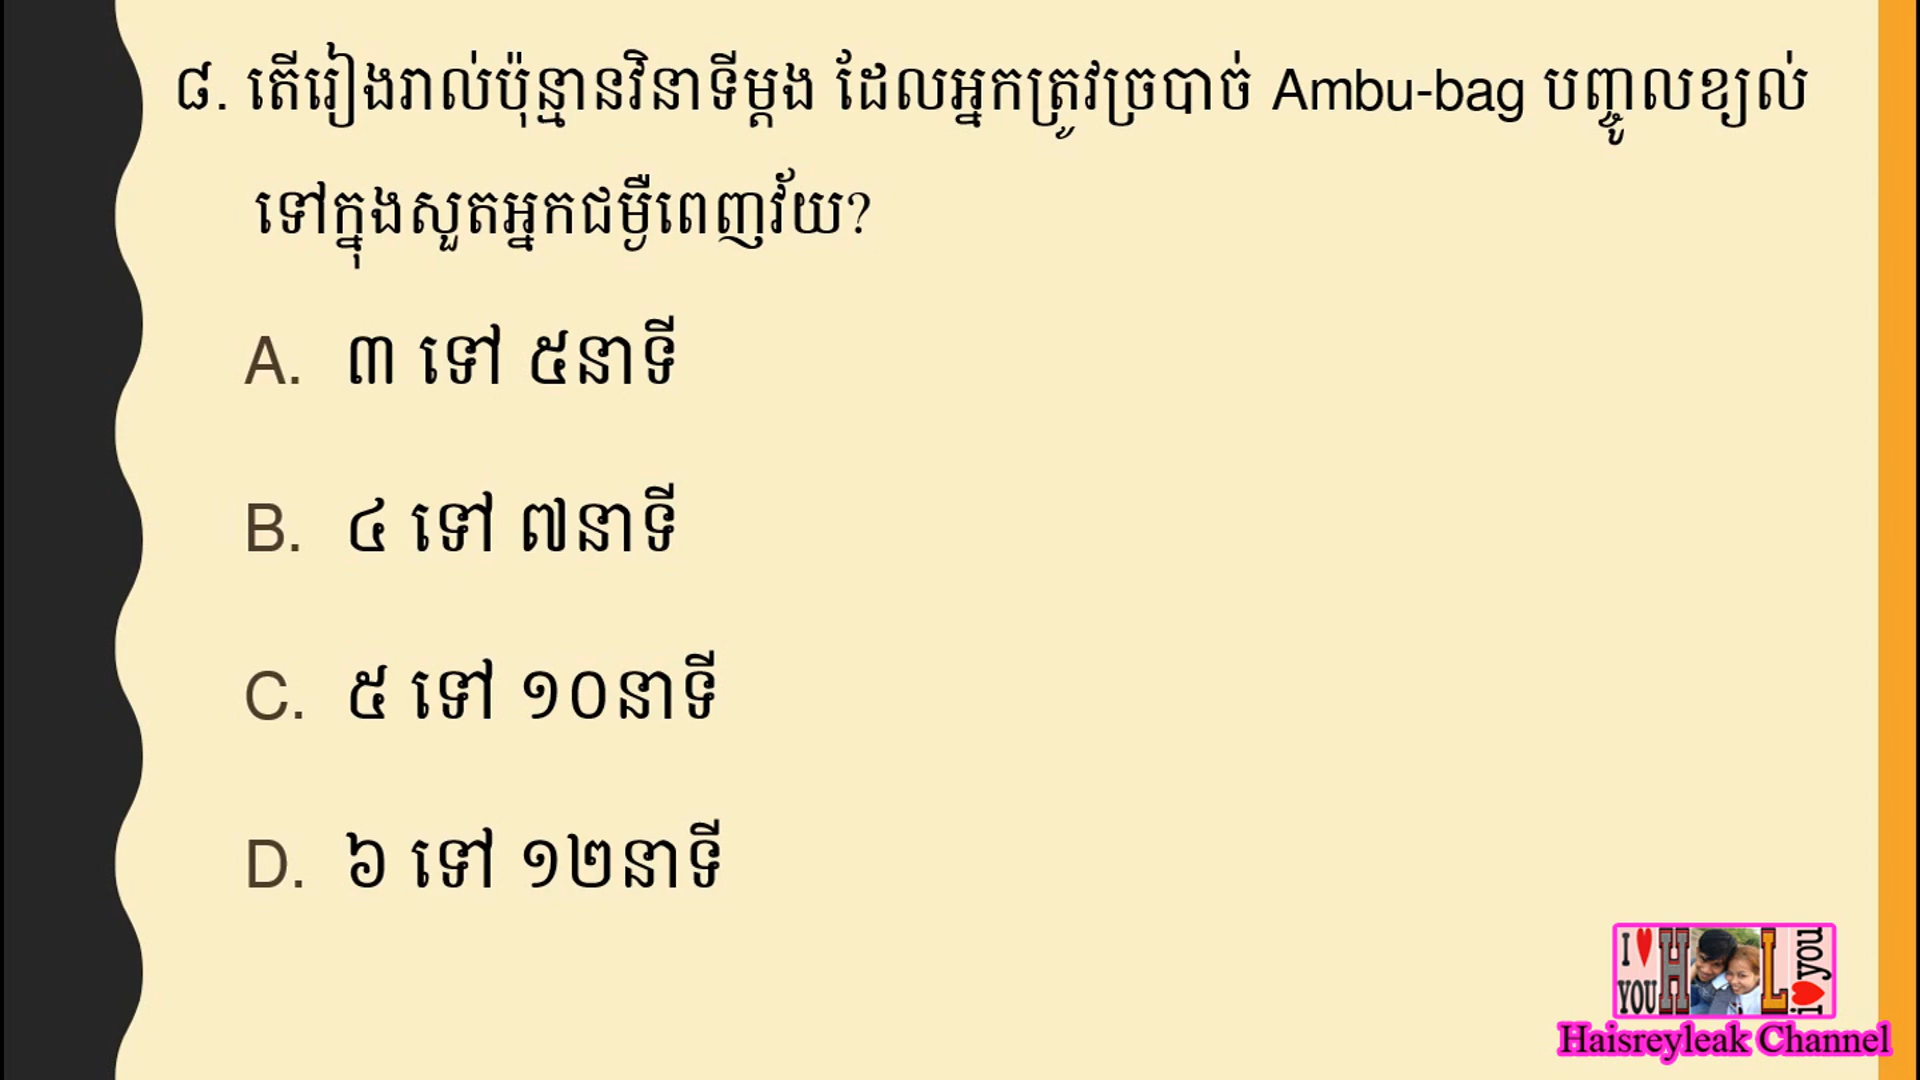 ៨. តើរៀងរាល់ប៉ុន្មានវិនាទីម្តង ដែលអ្នកត្រូវច្របាច់ Ambu-bag បញ្ចូលខ្យល់
ទៅក្នុងសួតអ្នកជម្ងឺពេញវ័យ?
A. ៣ ទៅ ៥នាទី
B. ៤ ទៅ ៧នាទី
C. ៥ ទៅ ១០នាទី
D. ៦ ទៅ ១២នាទី
I ♥ YOU H L i ♥ you
Haisreyleak Channel